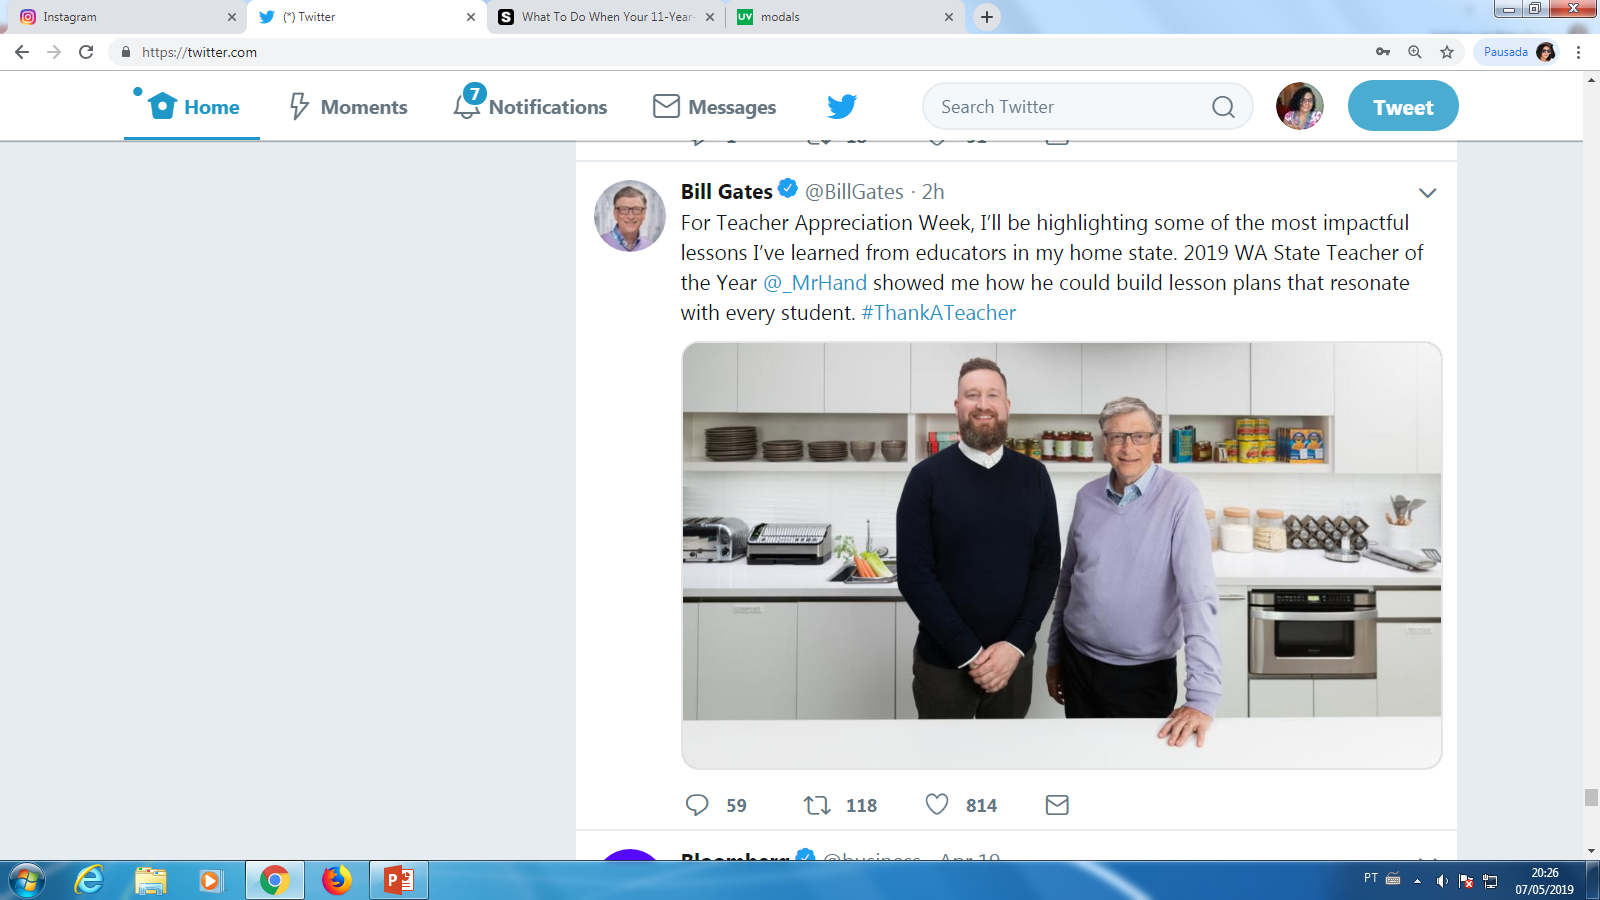 Instagram
(*) Twitter
What To Do When Your 11-Year-
modals
https://twitter.com
Pausada
Home
Moments
7
Notifications
Messages
Search Twitter
Tweet
Bill Gates @BillGates · 2h
For Teacher Appreciation Week, I’ll be highlighting some of the most impactful
lessons I’ve learned from educators in my home state. 2019 WA State Teacher of
the Year @_MrHand showed me how he could build lesson plans that resonate
with every student. #ThankATeacher
59
118
814
Bloomberg @business · Apr 10
PT
20:26
07/05/2019